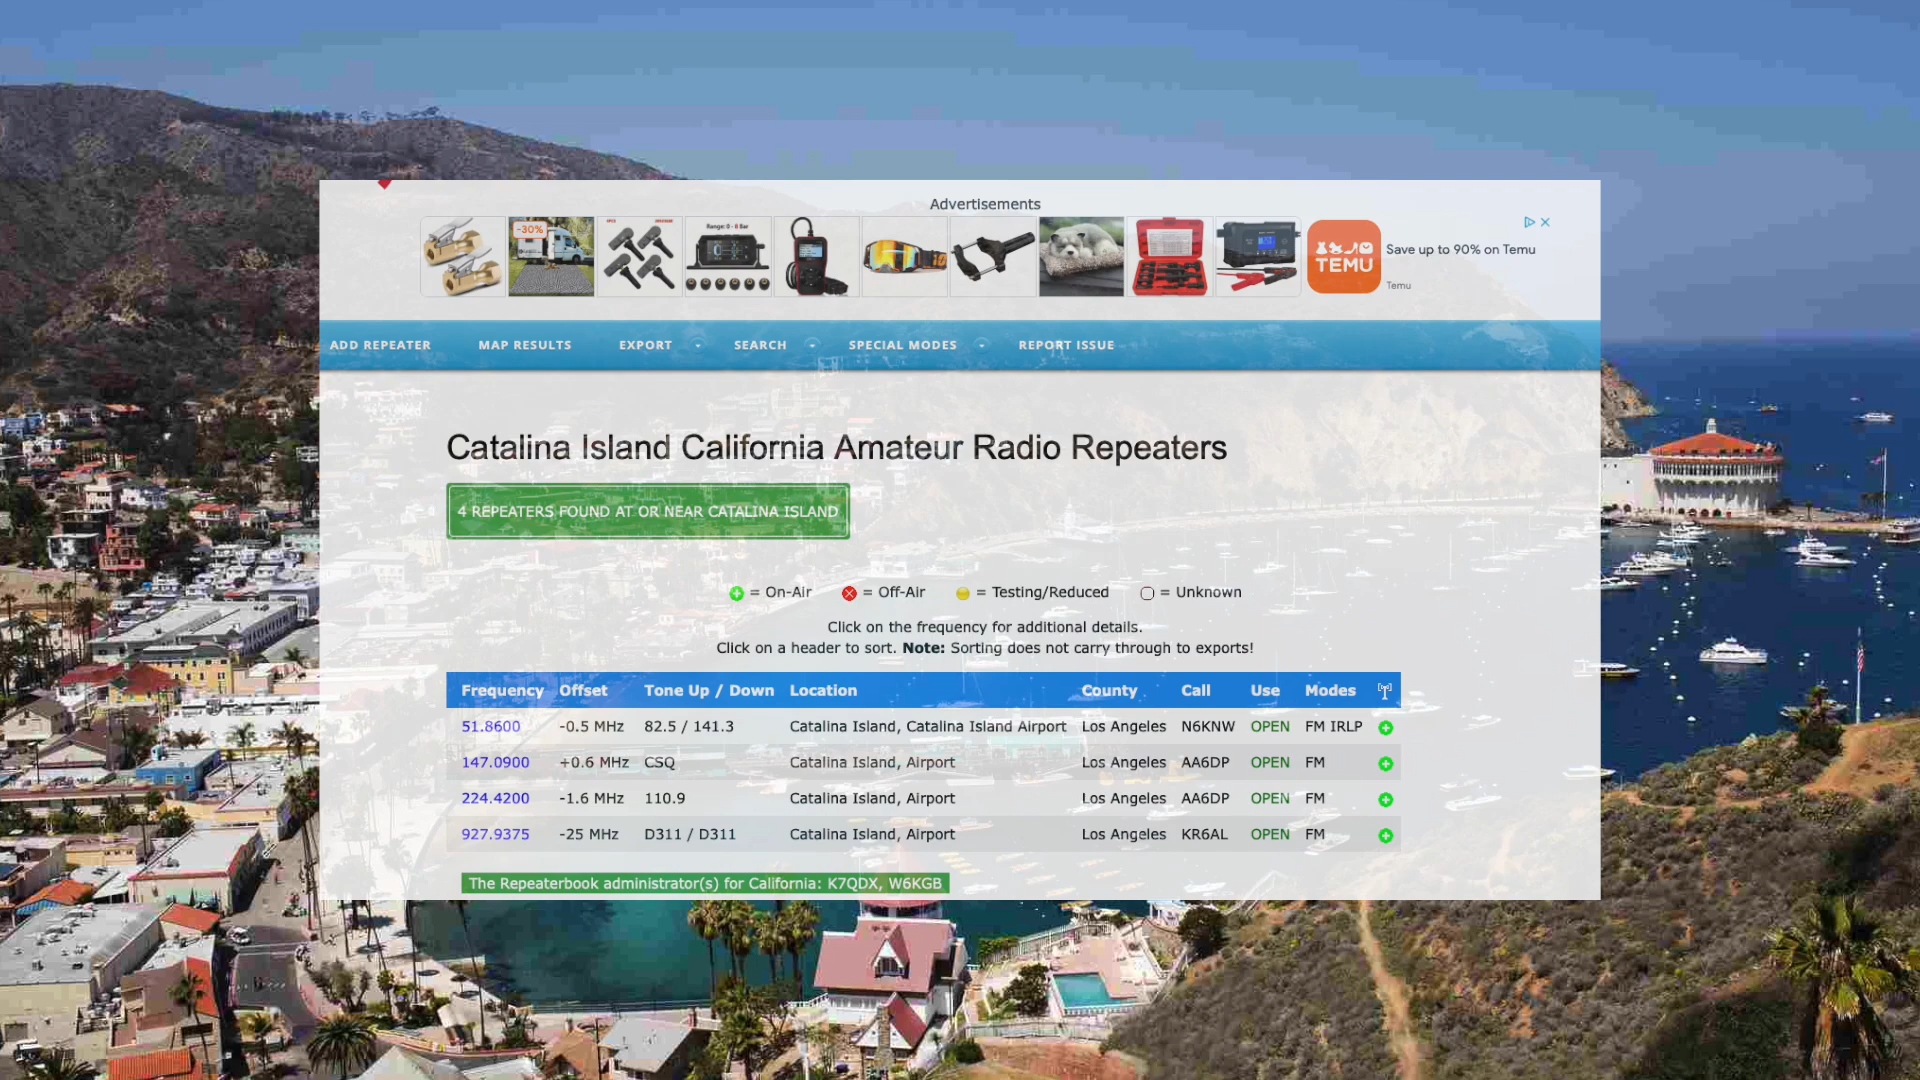 Advertisements
-30%
Range: 0 - 8 Bar
TEMU
Save up to 90% on Temu
Temu
ADD REPEATER MAP RESULTS EXPORT SEARCH SPECIAL MODES REPORT ISSUE
Catalina Island California Amateur Radio Repeaters
4 REPEATERS FOUND AT OR NEAR CATALINA ISLAND
= On-Air = Off-Air = Testing/Reduced = Unknown
Click on the frequency for additional details.
Click on a header to sort. Note: Sorting does not carry through to exports!
Frequency Offset Tone Up / Down Location County Call Use Modes
51.8600 -0.5 MHz 82.5 / 141.3 Catalina Island, Catalina Island Airport Los Angeles N6KNW OPEN FM IRLP
147.0900 +0.6 MHz CSQ Catalina Island, Airport Los Angeles AA6DP OPEN FM
224.4200 -1.6 MHz 110.9 Catalina Island, Airport Los Angeles AA6DP OPEN FM
927.9375 -25 MHz D311 / D311 Catalina Island, Airport Los Angeles KR6AL OPEN FM
The Repeaterbook administrator(s) for California: K7QDX, W6KGB